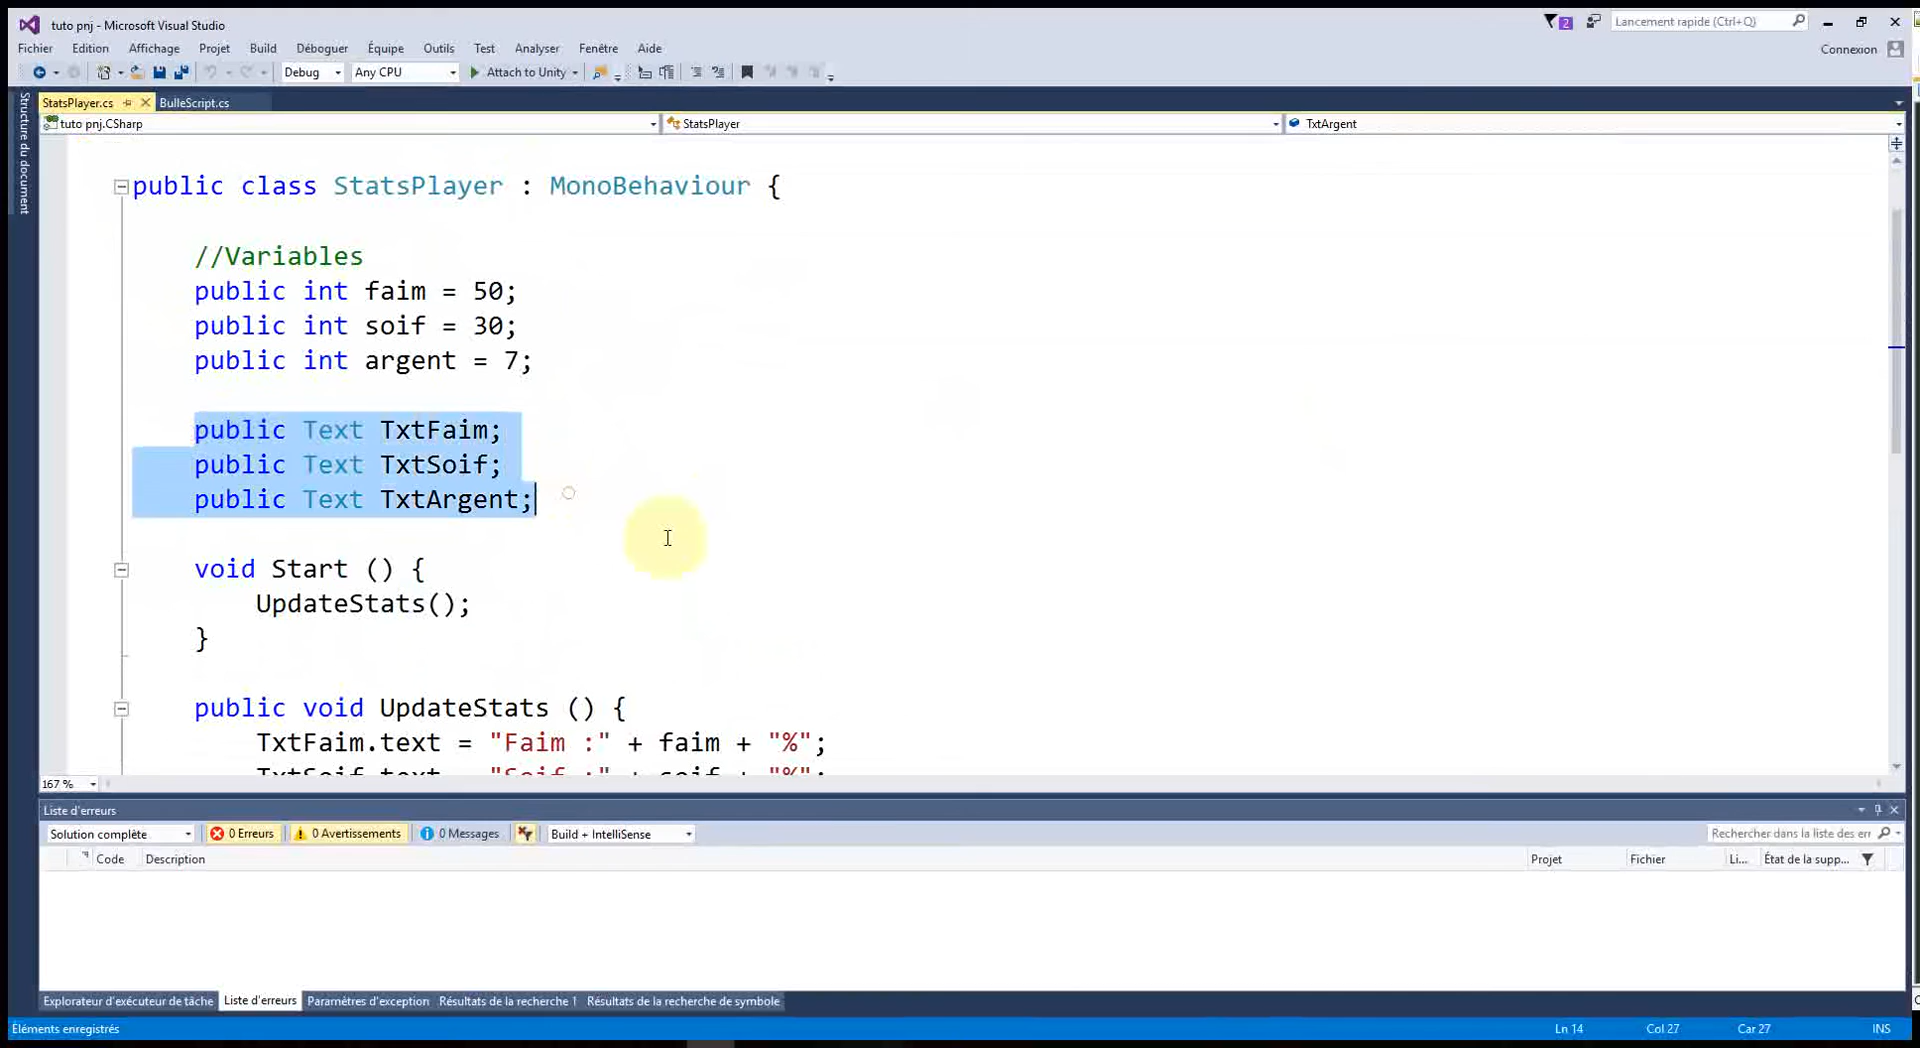 tuto pnj - Microsoft Visual Studio
2
Lancement rapide (Ctrl+Q)
Fichier Edition Affichage Projet Build Déboguer Équipe Outils Test Analyser Fenêtre Aide
Connexion
Debug Any CPU Attach to Unity
Structure du document
StatsPlayer.cs BulleScript.cs
tuto pnj.CSharp StatsPlayer TxtArgent
public class StatsPlayer : MonoBehaviour {
//Variables
public int faim = 50;
public int soif = 30;
public int argent = 7;
public Text TxtFaim;
public Text TxtSoif;
public Text TxtArgent;
void Start () {
UpdateStats();
}
public void UpdateStats () {
TxtFaim.text = "Faim :" + faim + "%";
TxtSoif.text = "Soif :" + soif + "%";
167 %
Liste d'erreurs
Solution complète 0 Erreurs 0 Avertissements 0 Messages Build + IntelliSense
Rechercher dans la liste des err
Code Description Projet Fichier Li... État de la supp...
Explorateur d'exécuteur de tâche Liste d'erreurs Paramètres d'exception Résultats de la recherche 1 Résultats de la recherche de symbole
Éléments enregistrés Ln 14 Col 27 Car 27 INS